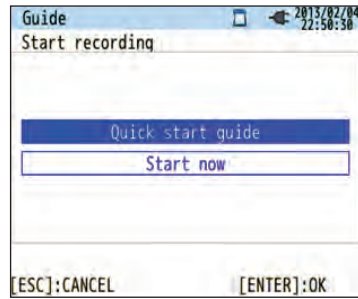 Guide 2013/02/04
22:50:30
Start recording
Quick start guide
Start now
[ESC]:CANCEL [ENTER]:OK